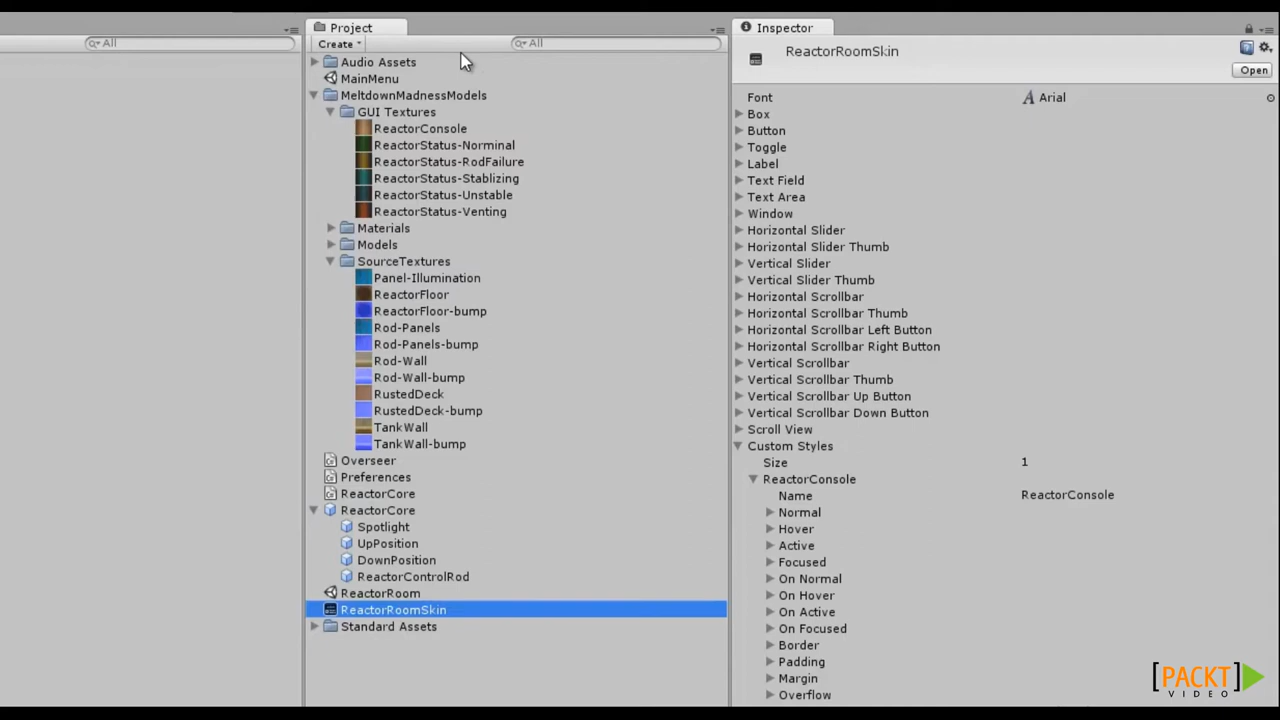 All
Project
Create
All
Audio Assets
MainMenu
MeltdownMadnessModels
GUI Textures
ReactorConsole
ReactorStatus-Norminal
ReactorStatus-RodFailure
ReactorStatus-Stablizing
ReactorStatus-Unstable
ReactorStatus-Venting
Materials
Models
SourceTextures
Panel-Illumination
ReactorFloor
ReactorFloor-bump
Rod-Panels
Rod-Panels-bump
Rod-Wall
Rod-Wall-bump
RustedDeck
RustedDeck-bump
TankWall
TankWall-bump
Overseer
Preferences
ReactorCore
ReactorCore
Spotlight
UpPosition
DownPosition
ReactorControlRod
ReactorRoom
ReactorRoomSkin
Standard Assets
Inspector
ReactorRoomSkin
Open
Font Arial
Box
Button
Toggle
Label
Text Field
Text Area
Window
Horizontal Slider
Horizontal Slider Thumb
Vertical Slider
Vertical Slider Thumb
Horizontal Scrollbar
Horizontal Scrollbar Thumb
Horizontal Scrollbar Left Button
Horizontal Scrollbar Right Button
Vertical Scrollbar
Vertical Scrollbar Thumb
Vertical Scrollbar Up Button
Vertical Scrollbar Down Button
Scroll View
Custom Styles
Size 1
ReactorConsole
Name ReactorConsole
Normal
Hover
Active
Focused
On Normal
On Hover
On Active
On Focused
Border
Padding
Margin
Overflow
[PACKT]
VIDEO